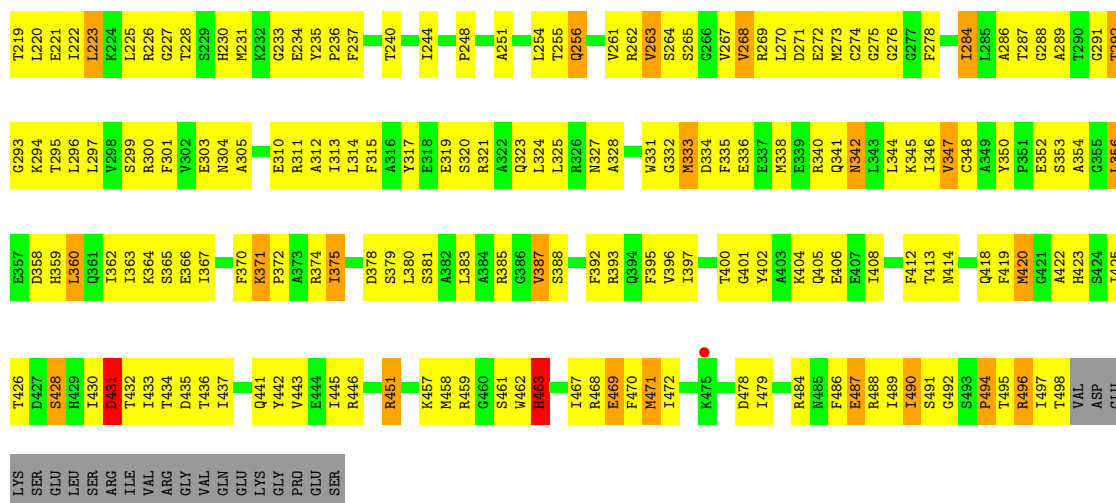 T219 L220 E221 I222 L223 K224 L225 R226 G227 T228 S229 H230 M231 K232 G233 E234 Y235 P236 F237 T240 I244 P248 A251 L254 T255 Q256 V261 R262 V263 S264 S265 G266 V267 V268 R269 L270 D271 E272 M273 C274 G275 G276 G277 F278 I284 L285 A286 T287 G288 A289 T290 G291 T292
G293 K294 T295 L296 L297 V298 S299 R300 F301 V302 E303 N304 A305 E310 R311 A312 I313 L314 F315 A316 Y317 E318 E319 S320 R321 A322 Q323 L324 L325 R326 N327 A328 W331 G332 M333 D334 F335 E336 E337 M338 E339 R340 Q341 N342 L343 L344 K345 I346 V347 C348 A349 Y350 P351 E352 S353 A354 G355 L356
E357 D358 H359 L360 Q361 I362 I363 K364 S365 E366 I367 F370 K371 P372 A373 R374 I375 D378 S379 L380 S381 A382 L383 A384 R385 G386 V387 S388 F392 R393 Q394 F395 V396 I397 T400 G401 Y402 A403 K404 Q405 E406 E407 I408 F412 T413 N414 Q418 F419 M420 G421 A422 H423 S424 I425
T426 D427 S428 H429 I430 D431 T432 I433 T434 D435 T436 I437 Q441 Y442 V443 E444 I445 R446 R451 K457 M458 R459 G460 S461 W462 H463 I467 R468 E469 F470 M471 I472 K475 D478 I479 R484 N485 F486 E487 R488 I489 I490 S491 G492 S493 P494 T495 R496 I497 T498 VAL ASP GLU
LYS SER GLU LEU SER ARG ILE VAL ARG GLY VAL GLN GLU LYS GLY PRO GLU SER